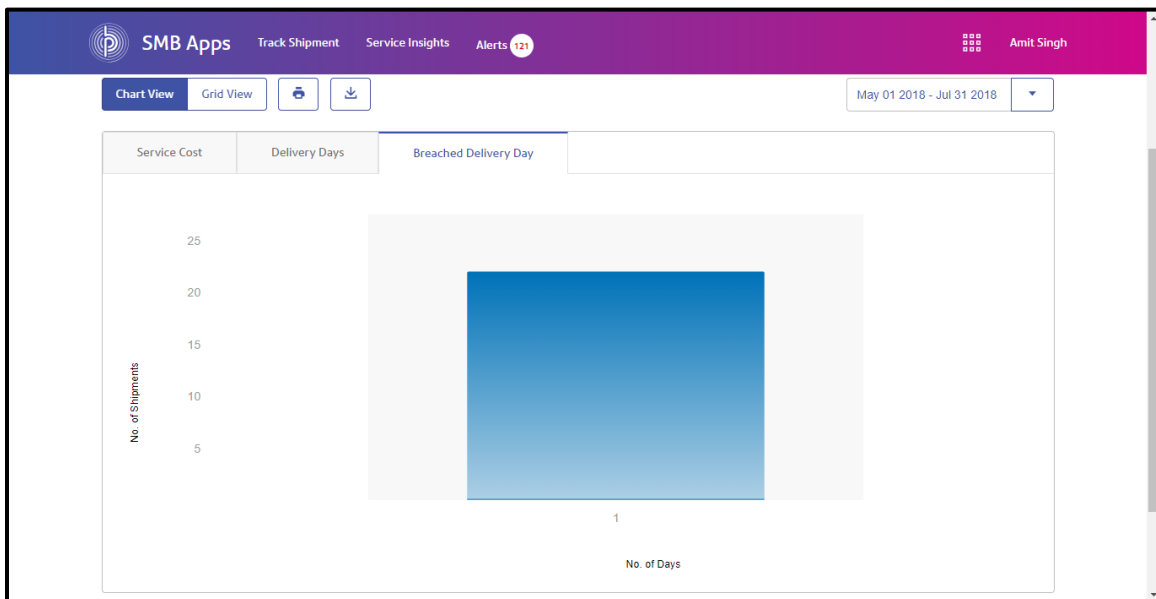 SMB Apps Track Shipment Service Insights Alerts 121 Amit Singh
Chart View Grid View May 01 2018 - Jul 31 2018
Service Cost Delivery Days Breached Delivery Day
25
20
15
10
5
No. of Shipments
1
No. of Days